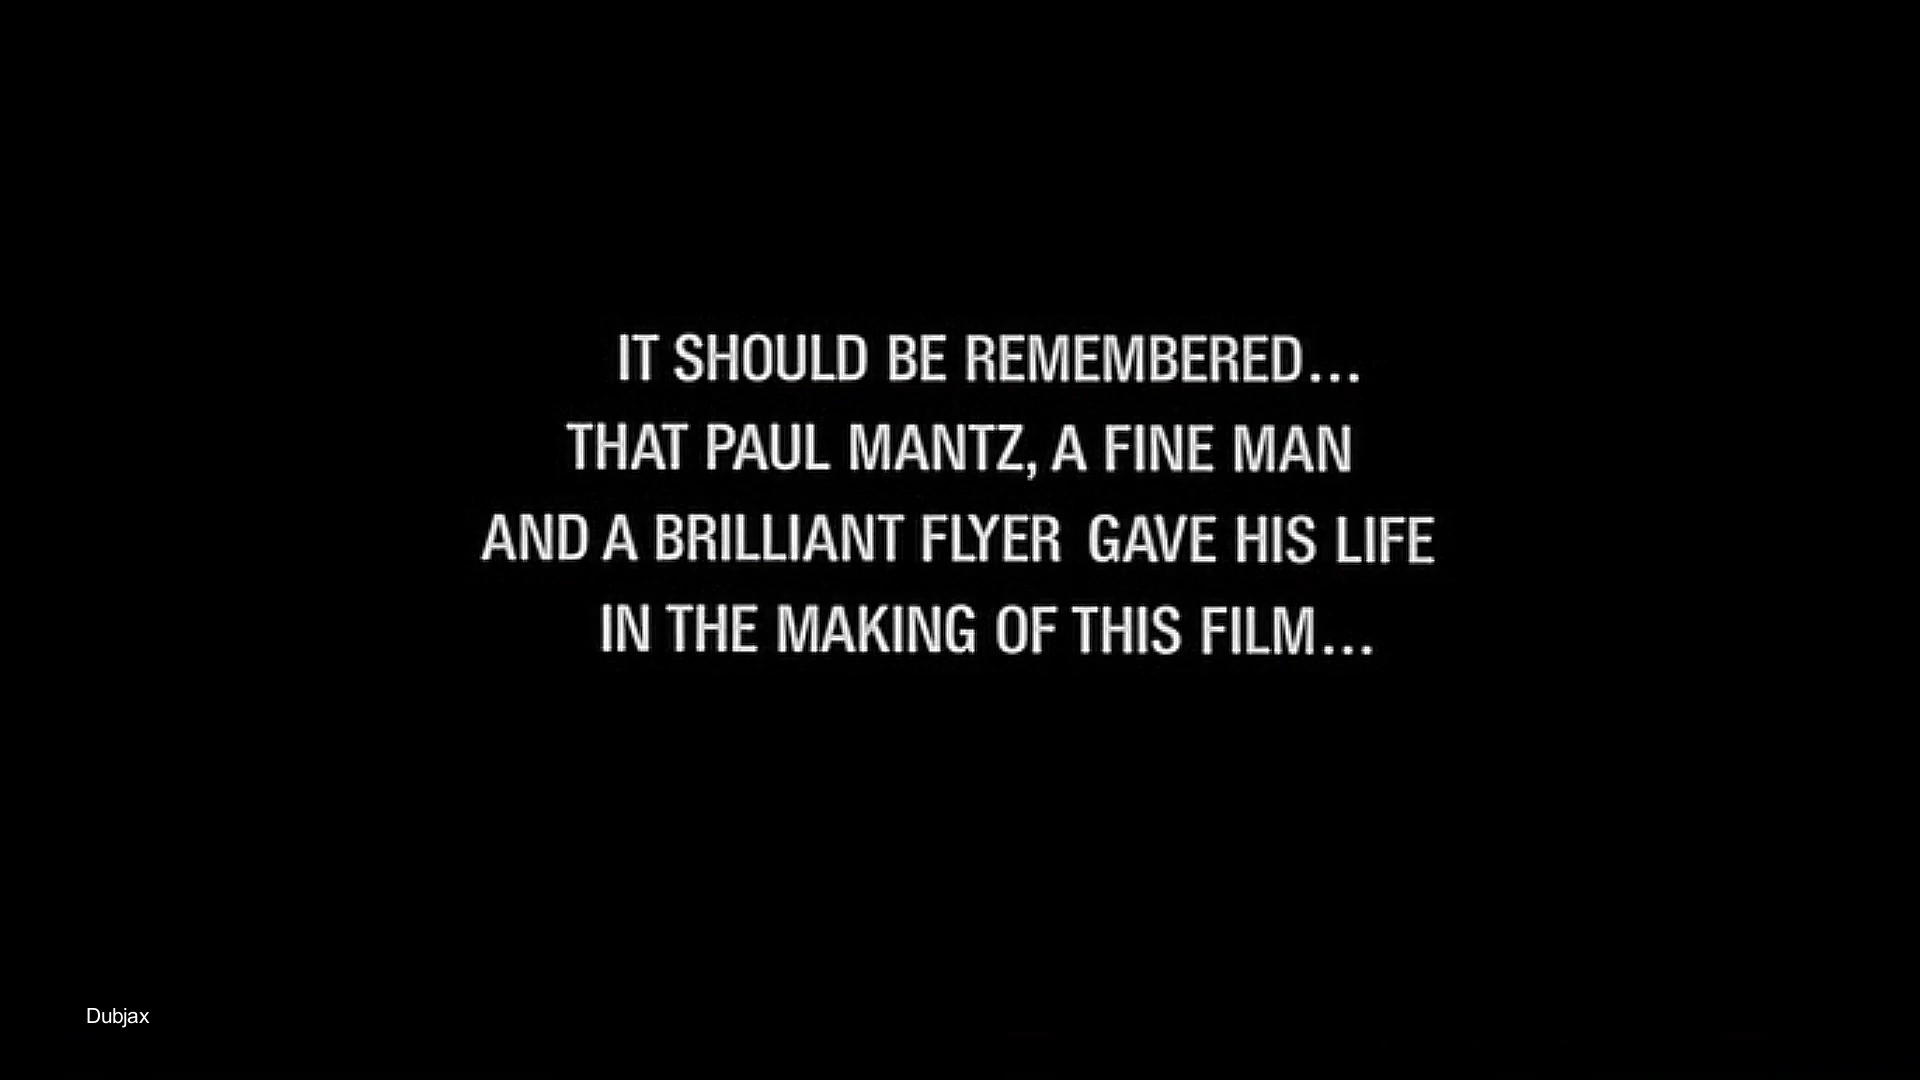 IT SHOULD BE REMEMBERED...
THAT PAUL MANTZ, A FINE MAN
AND A BRILLIANT FLYER GAVE HIS LIFE
IN THE MAKING OF THIS FILM...
Dubjax